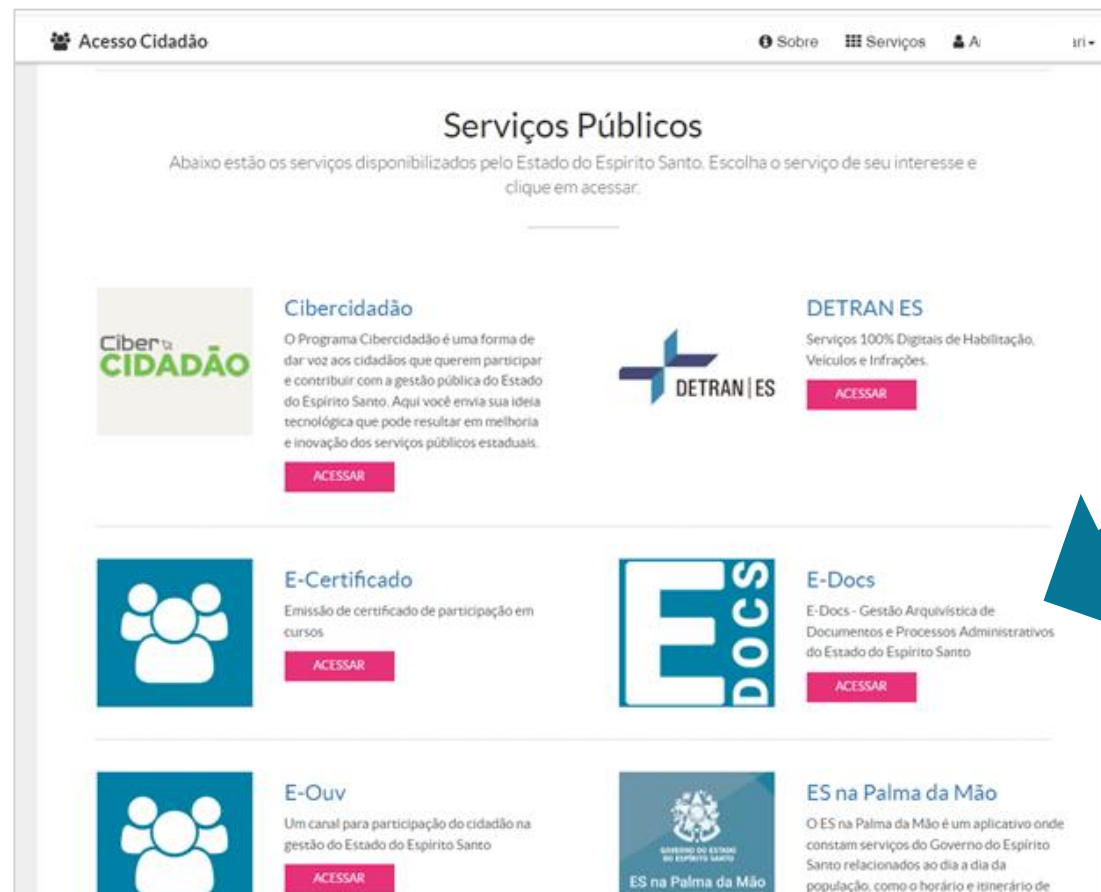 Acesso Cidadão
Sobre
Serviços
Serviços Públicos
Abaixo estão os serviços disponibilizados pelo Estado do Espírito Santo. Escolha o serviço de seu interesse e
clique em acessar.
Ciber
CIDADÃO
Cibercidadão
O Programa Cibercidadão é uma forma de
dar voz aos cidadãos que querem participar
e contribuir com a gestão pública do Estado
do Espírito Santo. Aqui você envia sua ideia
tecnológica que pode resultar em melhoria
e inovação dos serviços públicos estaduais.
ACESSAR
DETRAN|ES
DETRAN ES
Serviços 100% Digitais de Habilitação,
Veículos e Infrações.
ACESSAR
E-Certificado
Emissão de certificado de participação em
cursos
ACESSAR
E DOCS
E-Docs
E-Docs - Gestão Arquivística de
Documentos e Processos Administrativos
do Estado do Espírito Santo
ACESSAR
E-Ouv
Um canal para participação do cidadão na
gestão do Estado do Espírito Santo
ACESSAR
GOVERNO DO ESTADO
DO ESPÍRITO SANTO
ES na Palma da Mão
ES na Palma da Mão
O ES na Palma da Mão é um aplicativo onde
constam serviços do Governo do Espírito
Santo relacionados ao dia a dia da
população, como o horário e itinerário de